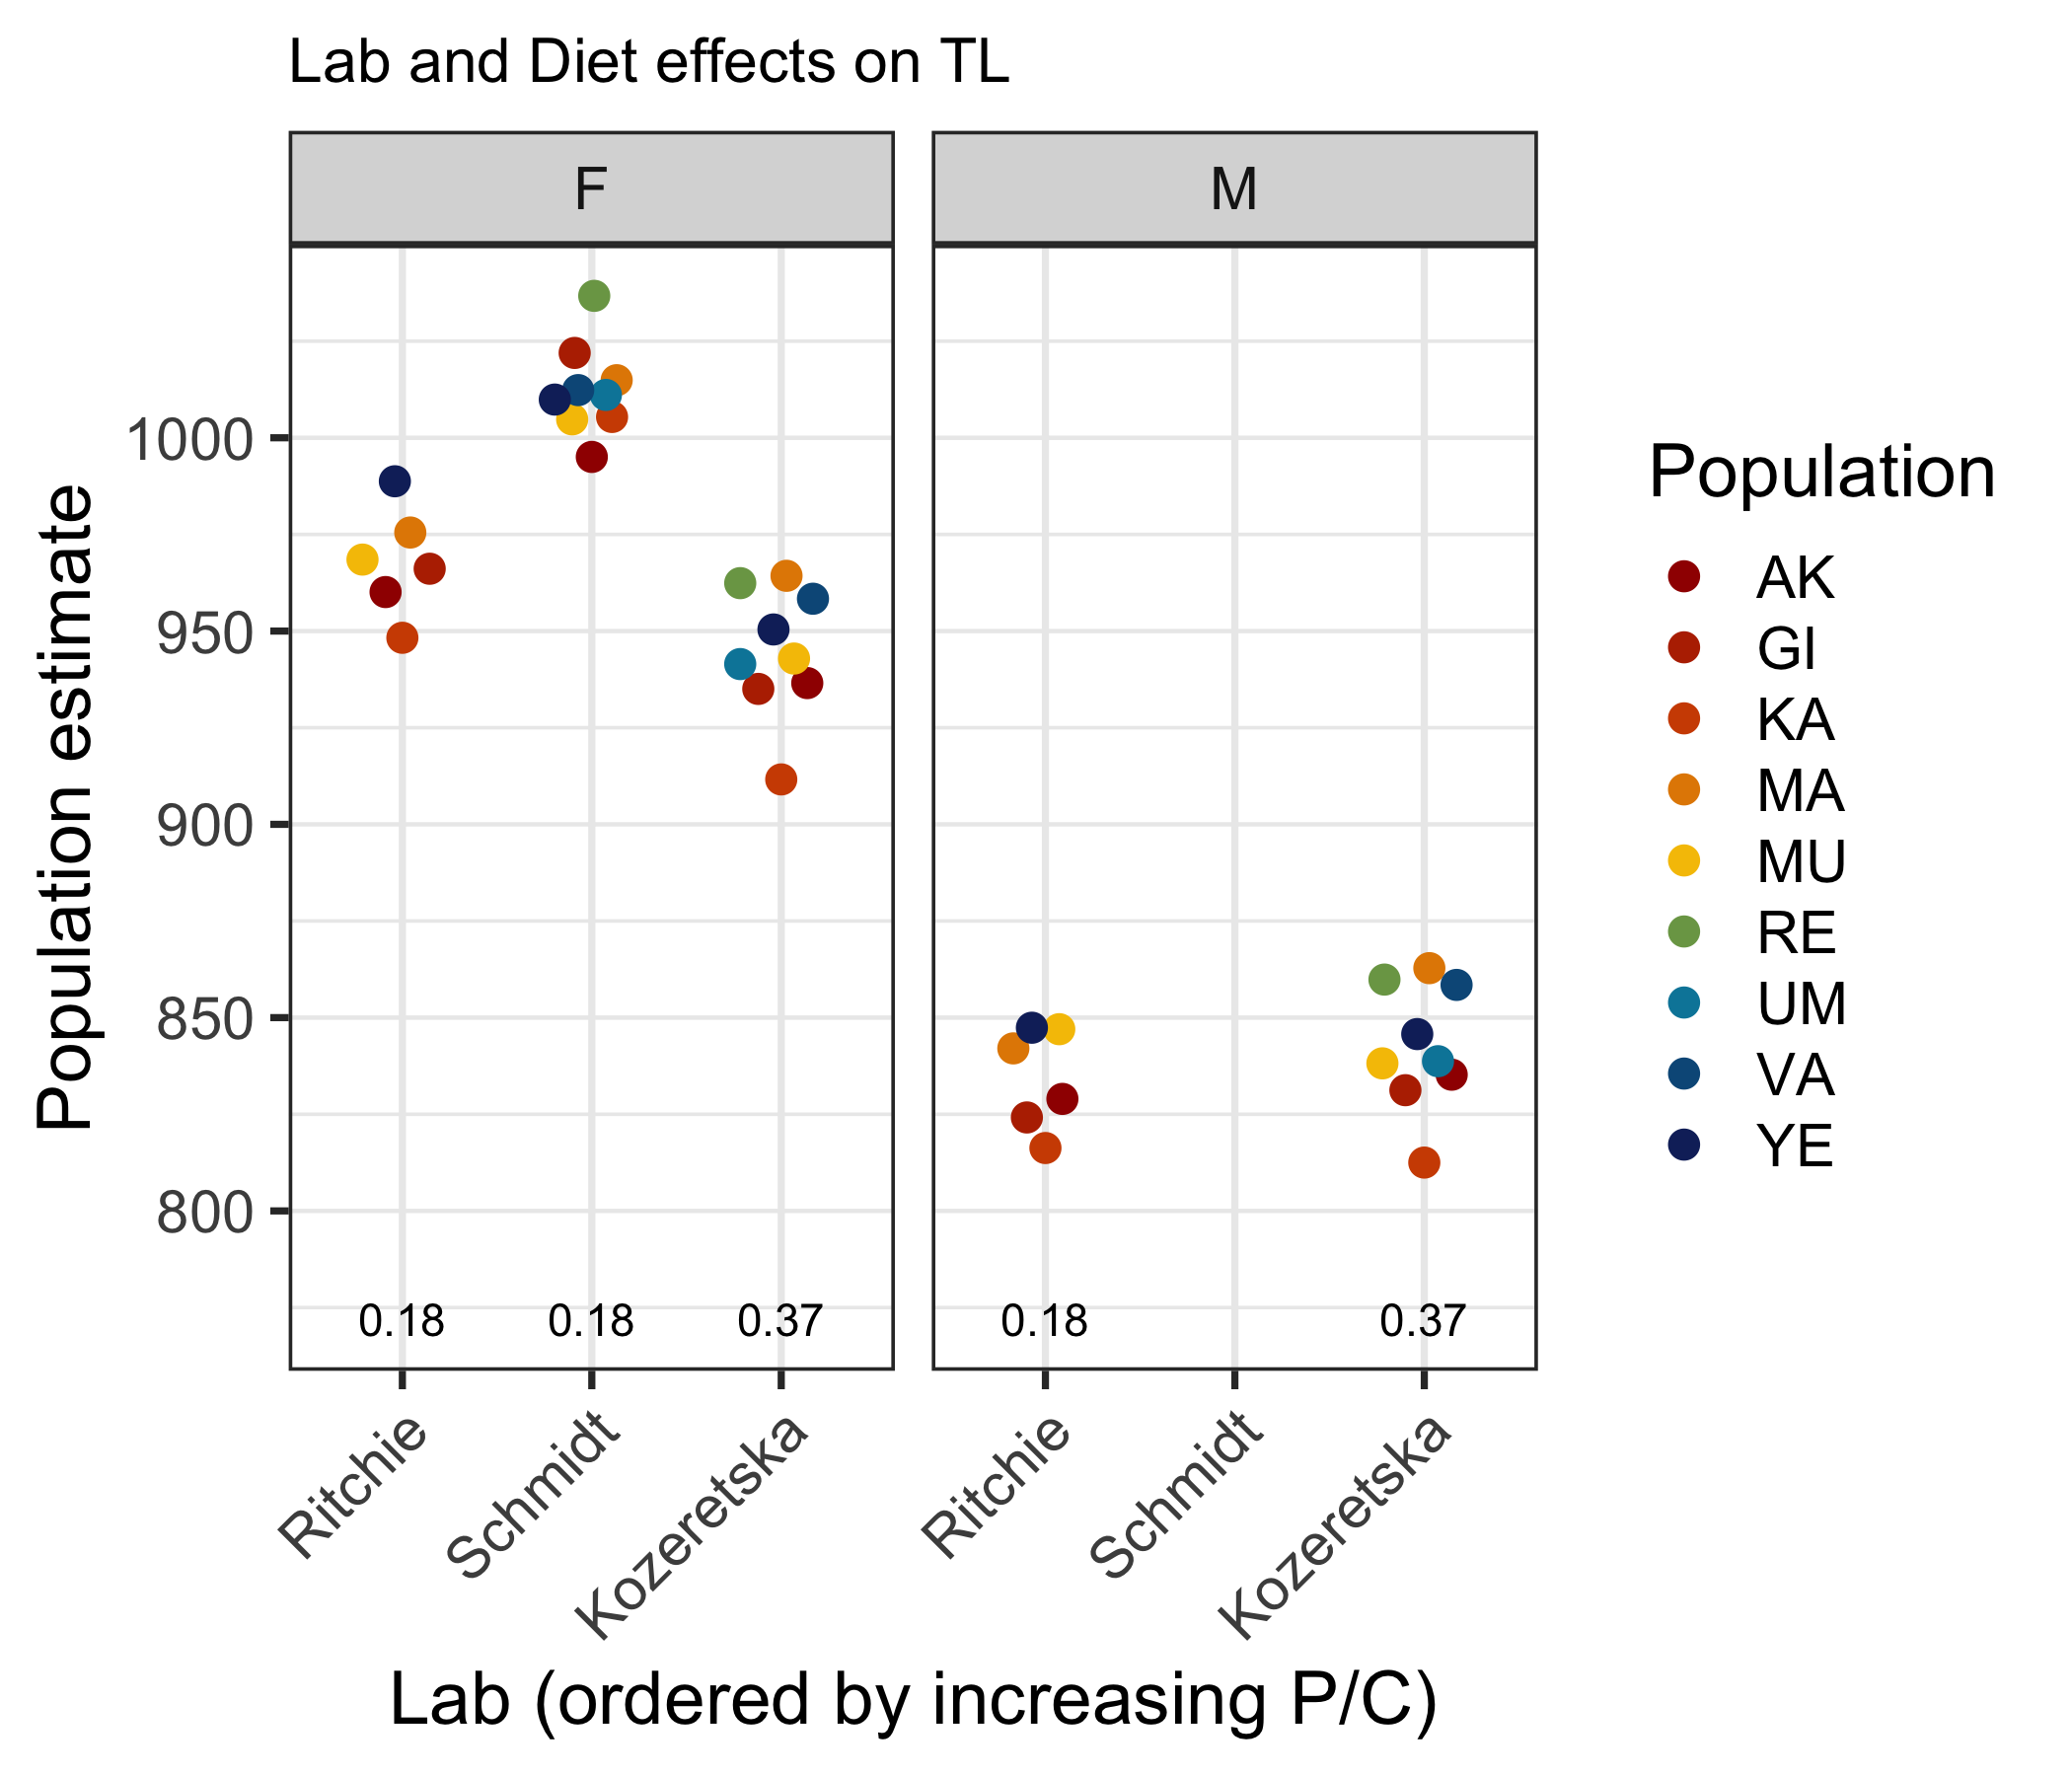 Lab and Diet effects on TL
F
M
Population estimate
1000
950
900
850
800
0.18
0.18
0.37
0.18
0.37
Ritchie
Schmidt
Kozeretska
Ritchie
Schmidt
Kozeretska
Lab (ordered by increasing P/C)
Population
AK
GI
KA
MA
MU
RE
UM
VA
YE